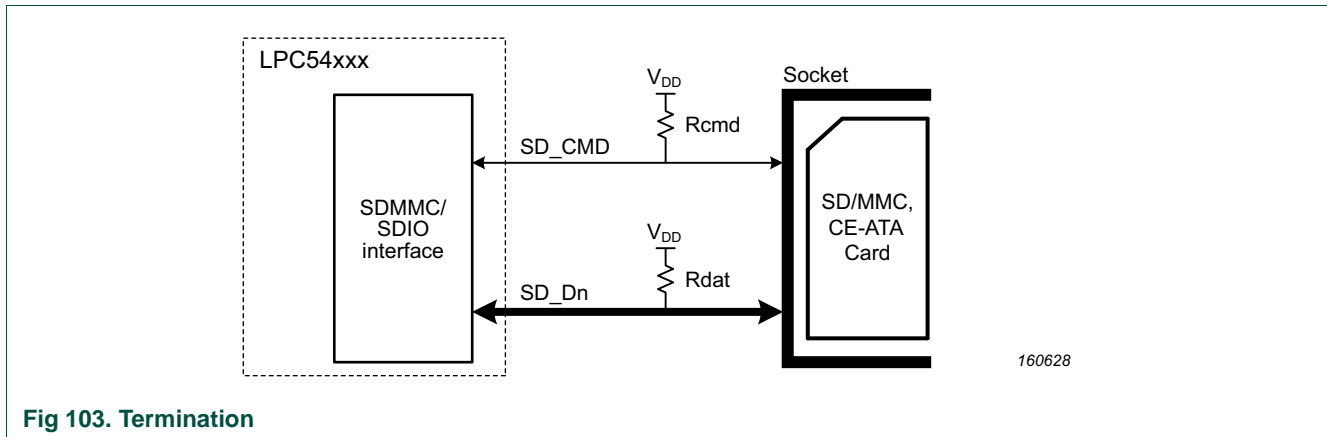 LPC54xxx
Socket
VDD
Rcmd
SD_CMD
SDMMC/
SDIO
interface
SD/MMC,
CE-ATA
Card
VDD
Rdat
SD_Dn
160628
Fig 103. Termination